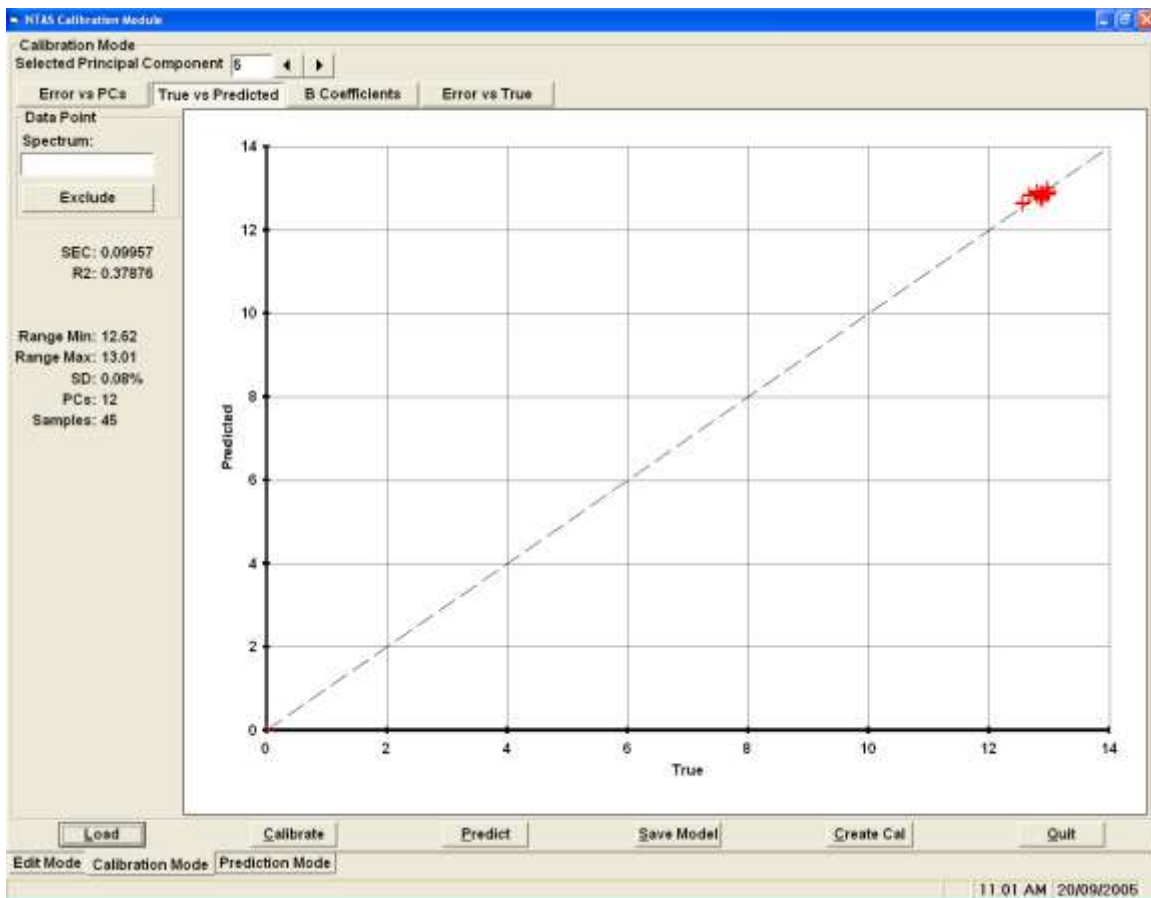 NTAS Calibration Module
Calibration Mode
Selected Principal Component 6
Error vs PCs True vs Predicted B Coefficients Error vs True
Data Point
Spectrum:
Exclude
SEC: 0.09957
R2: 0.37876
Range Min: 12.62
Range Max: 13.01
SD: 0.08%
PCs: 12
Samples: 45
Predicted
14
12
10
8
6
4
2
0
0 2 4 6 8 10 12 14
True
Load Calibrate Predict Save Model Create Cal Quit
Edit Mode Calibration Mode Prediction Mode
11:01 AM 20/09/2005